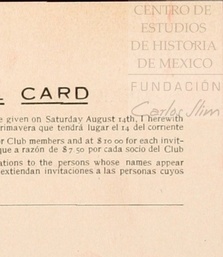 CENTRO DE
ESTUDIOS
DE HISTORIA
DE MEXICO
FUNDACIÓN
Carlos Slim
CARD
given on Saturday August 14th, I herewith
primavera que tendrá lugar el 14 del corriente
Club members and at $10 00 for each invit-
que a razón de $7 50 por cada socio del Club
ations to the persons whose names appear
extiendan invitaciones a las personas cuyos